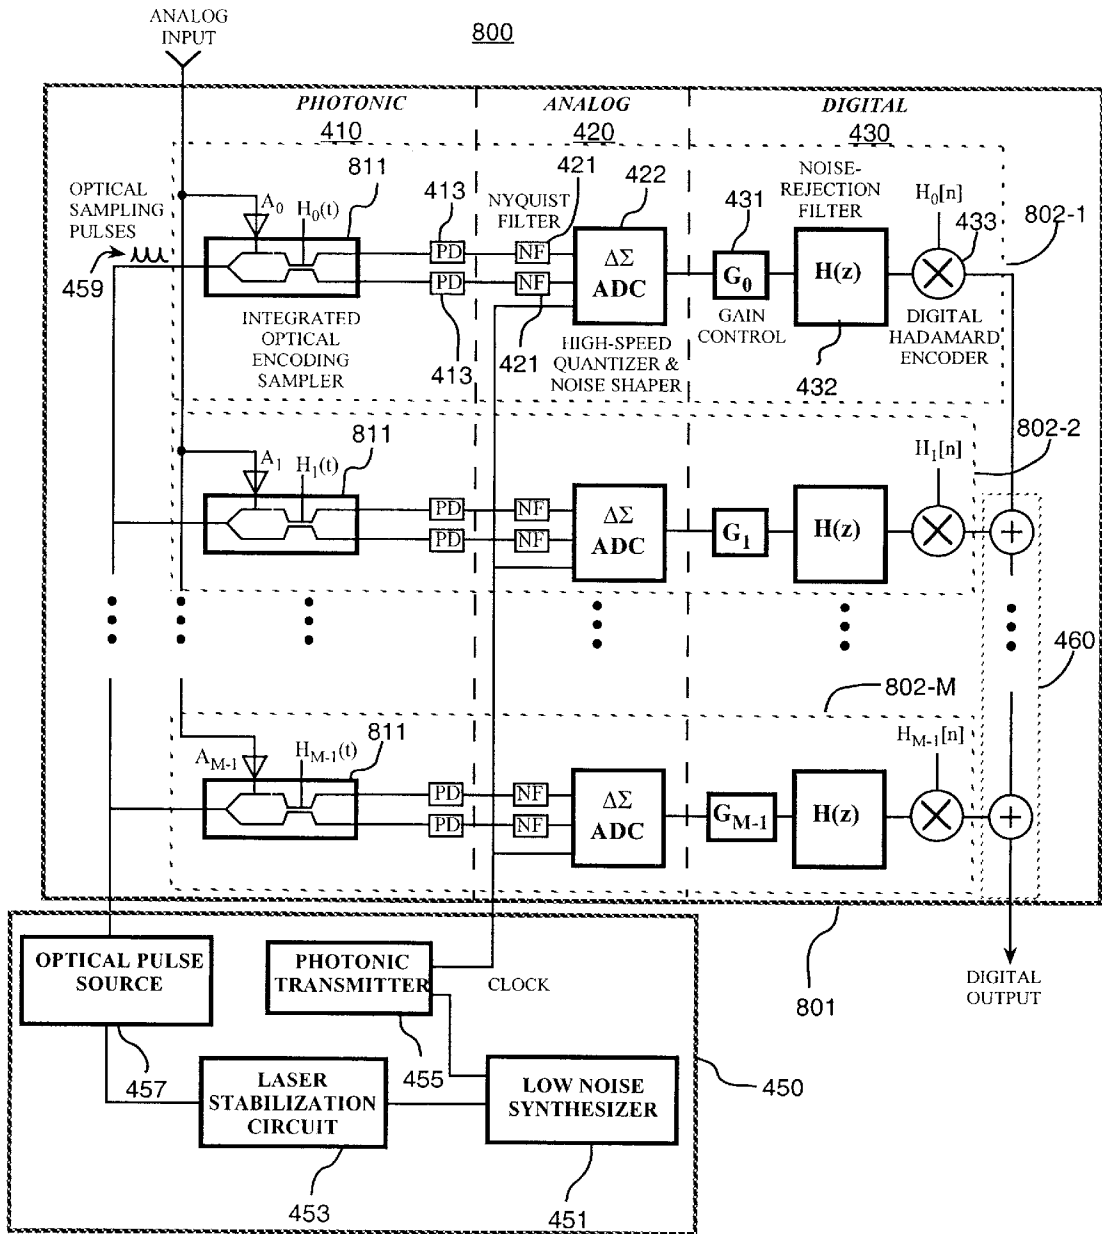 ANALOG
INPUT
800
PHOTONIC
410
ANALOG
420
DIGITAL
430
OPTICAL
SAMPLING
PULSES
459
A0
H0(t)
811
413
PD
PD
413
NYQUIST
FILTER
421
NF
NF
421
422
ΔΣ
ADC
431
G0
GAIN
CONTROL
NOISE-
REJECTION
FILTER
H(z)
432
H0[n]
433
802-1
INTEGRATED
OPTICAL
ENCODING
SAMPLER
HIGH-SPEED
QUANTIZER &
NOISE SHAPER
DIGITAL
HADAMARD
ENCODER
A1
H1(t)
811
PD
PD
NF
NF
ΔΣ
ADC
G1
H(z)
H1[n]
802-2
460
802-M
AM-1
HM-1(t)
811
PD
PD
NF
NF
ΔΣ
ADC
GM-1
H(z)
HM-1[n]
801
DIGITAL
OUTPUT
OPTICAL PULSE
SOURCE
457
PHOTONIC
TRANSMITTER
455
CLOCK
LASER
STABILIZATION
CIRCUIT
453
LOW NOISE
SYNTHESIZER
451
450